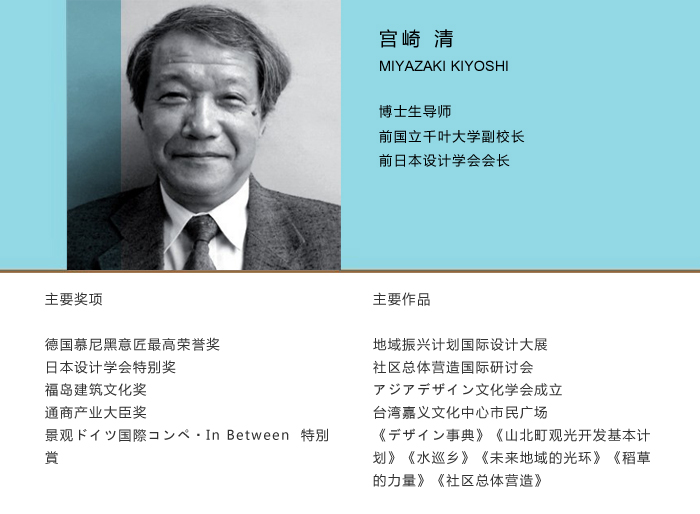 宫崎 清
MIYAZAKI KIYOSHI
博士生导师
前国立千叶大学副校长
前日本设计学会会长
主要奖项
德国慕尼黑意匠最高荣誉奖
日本设计学会特别奖
福岛建筑文化奖
通商产业大臣奖
景观ドイツ国際コンペ・In Between 特別
賞
主要作品
地域振兴计划国际设计大展
社区总体营造国际研讨会
アジアデザイン文化学会成立
台湾嘉义文化中心市民广场
《デザイン事典》《山北町观光开发基本计
划》《水巡乡》《未来地域的光环》《稻草
的力量》《社区总体营造》